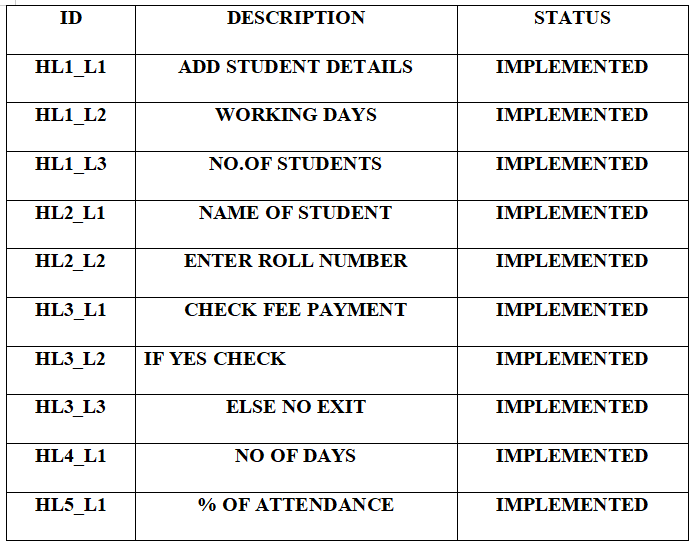 ID DESCRIPTION STATUS
HL1_L1 ADD STUDENT DETAILS IMPLEMENTED
HL1_L2 WORKING DAYS IMPLEMENTED
HL1_L3 NO.OF STUDENTS IMPLEMENTED
HL2_L1 NAME OF STUDENT IMPLEMENTED
HL2_L2 ENTER ROLL NUMBER IMPLEMENTED
HL3_L1 CHECK FEE PAYMENT IMPLEMENTED
HL3_L2 IF YES CHECK IMPLEMENTED
HL3_L3 ELSE NO EXIT IMPLEMENTED
HL4_L1 NO OF DAYS IMPLEMENTED
HL5_L1 % OF ATTENDANCE IMPLEMENTED